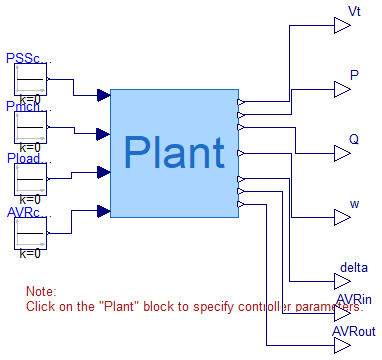 Vt
PSSc...
k=0
P
Pmch...
k=0
Plant
Q
Pload...
k=0
w
AVRc...
k=0
delta
Note:
Click on the "Plant" block to specify controller parameters.
AVRin
AVRout